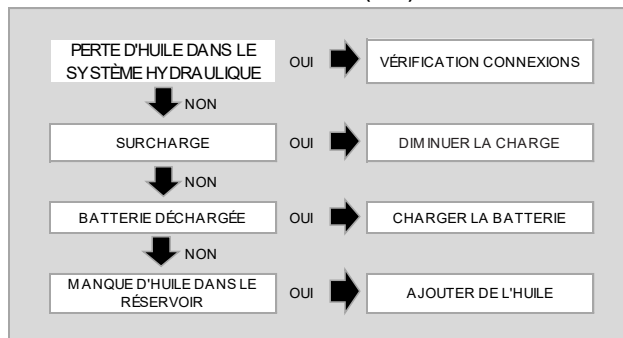 PERTE D'HUILE DANS LE
SYSTÈME HYDRAULIQUE
OUI
VÉRIFICATION CONNEXIONS
NON
SURCHARGE
OUI
DIMINUER LA CHARGE
NON
BATTERIE DÉCHARGÉE
OUI
CHARGER LA BATTERIE
NON
MANQUE D'HUILE DANS LE
RÉSERVOIR
OUI
AJOUTER DE L'HUILE